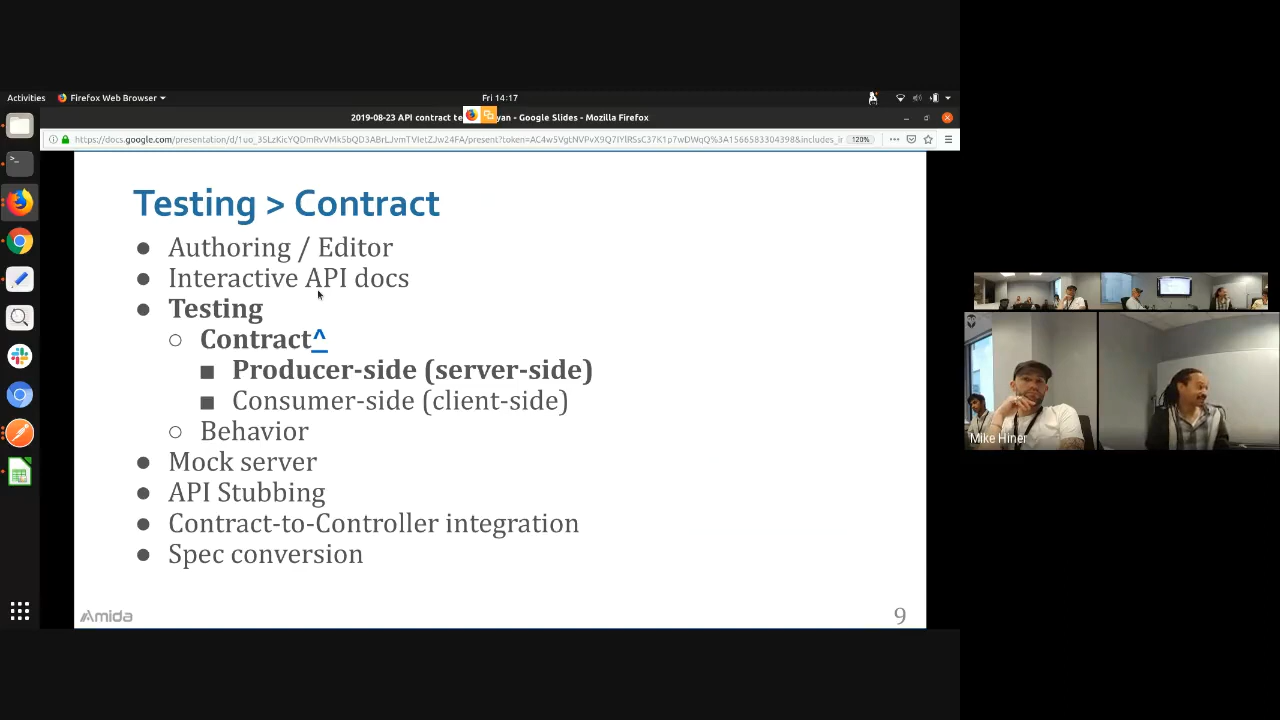 Activities
Firefox Web Browser
Fri 14:17
yan - Google Slides - Mozilla Firefox
2019-08-23 API contract te
120%
Testing > Contract
● Authoring / Editor
● Interactive API docs
● Testing
○ Contract^
■ Producer-side (server-side)
■ Consumer-side (client-side)
○ Behavior
● Mock server
● API Stubbing
● Contract-to-Controller integration
● Spec conversion
Amida
9
Mike Hiner